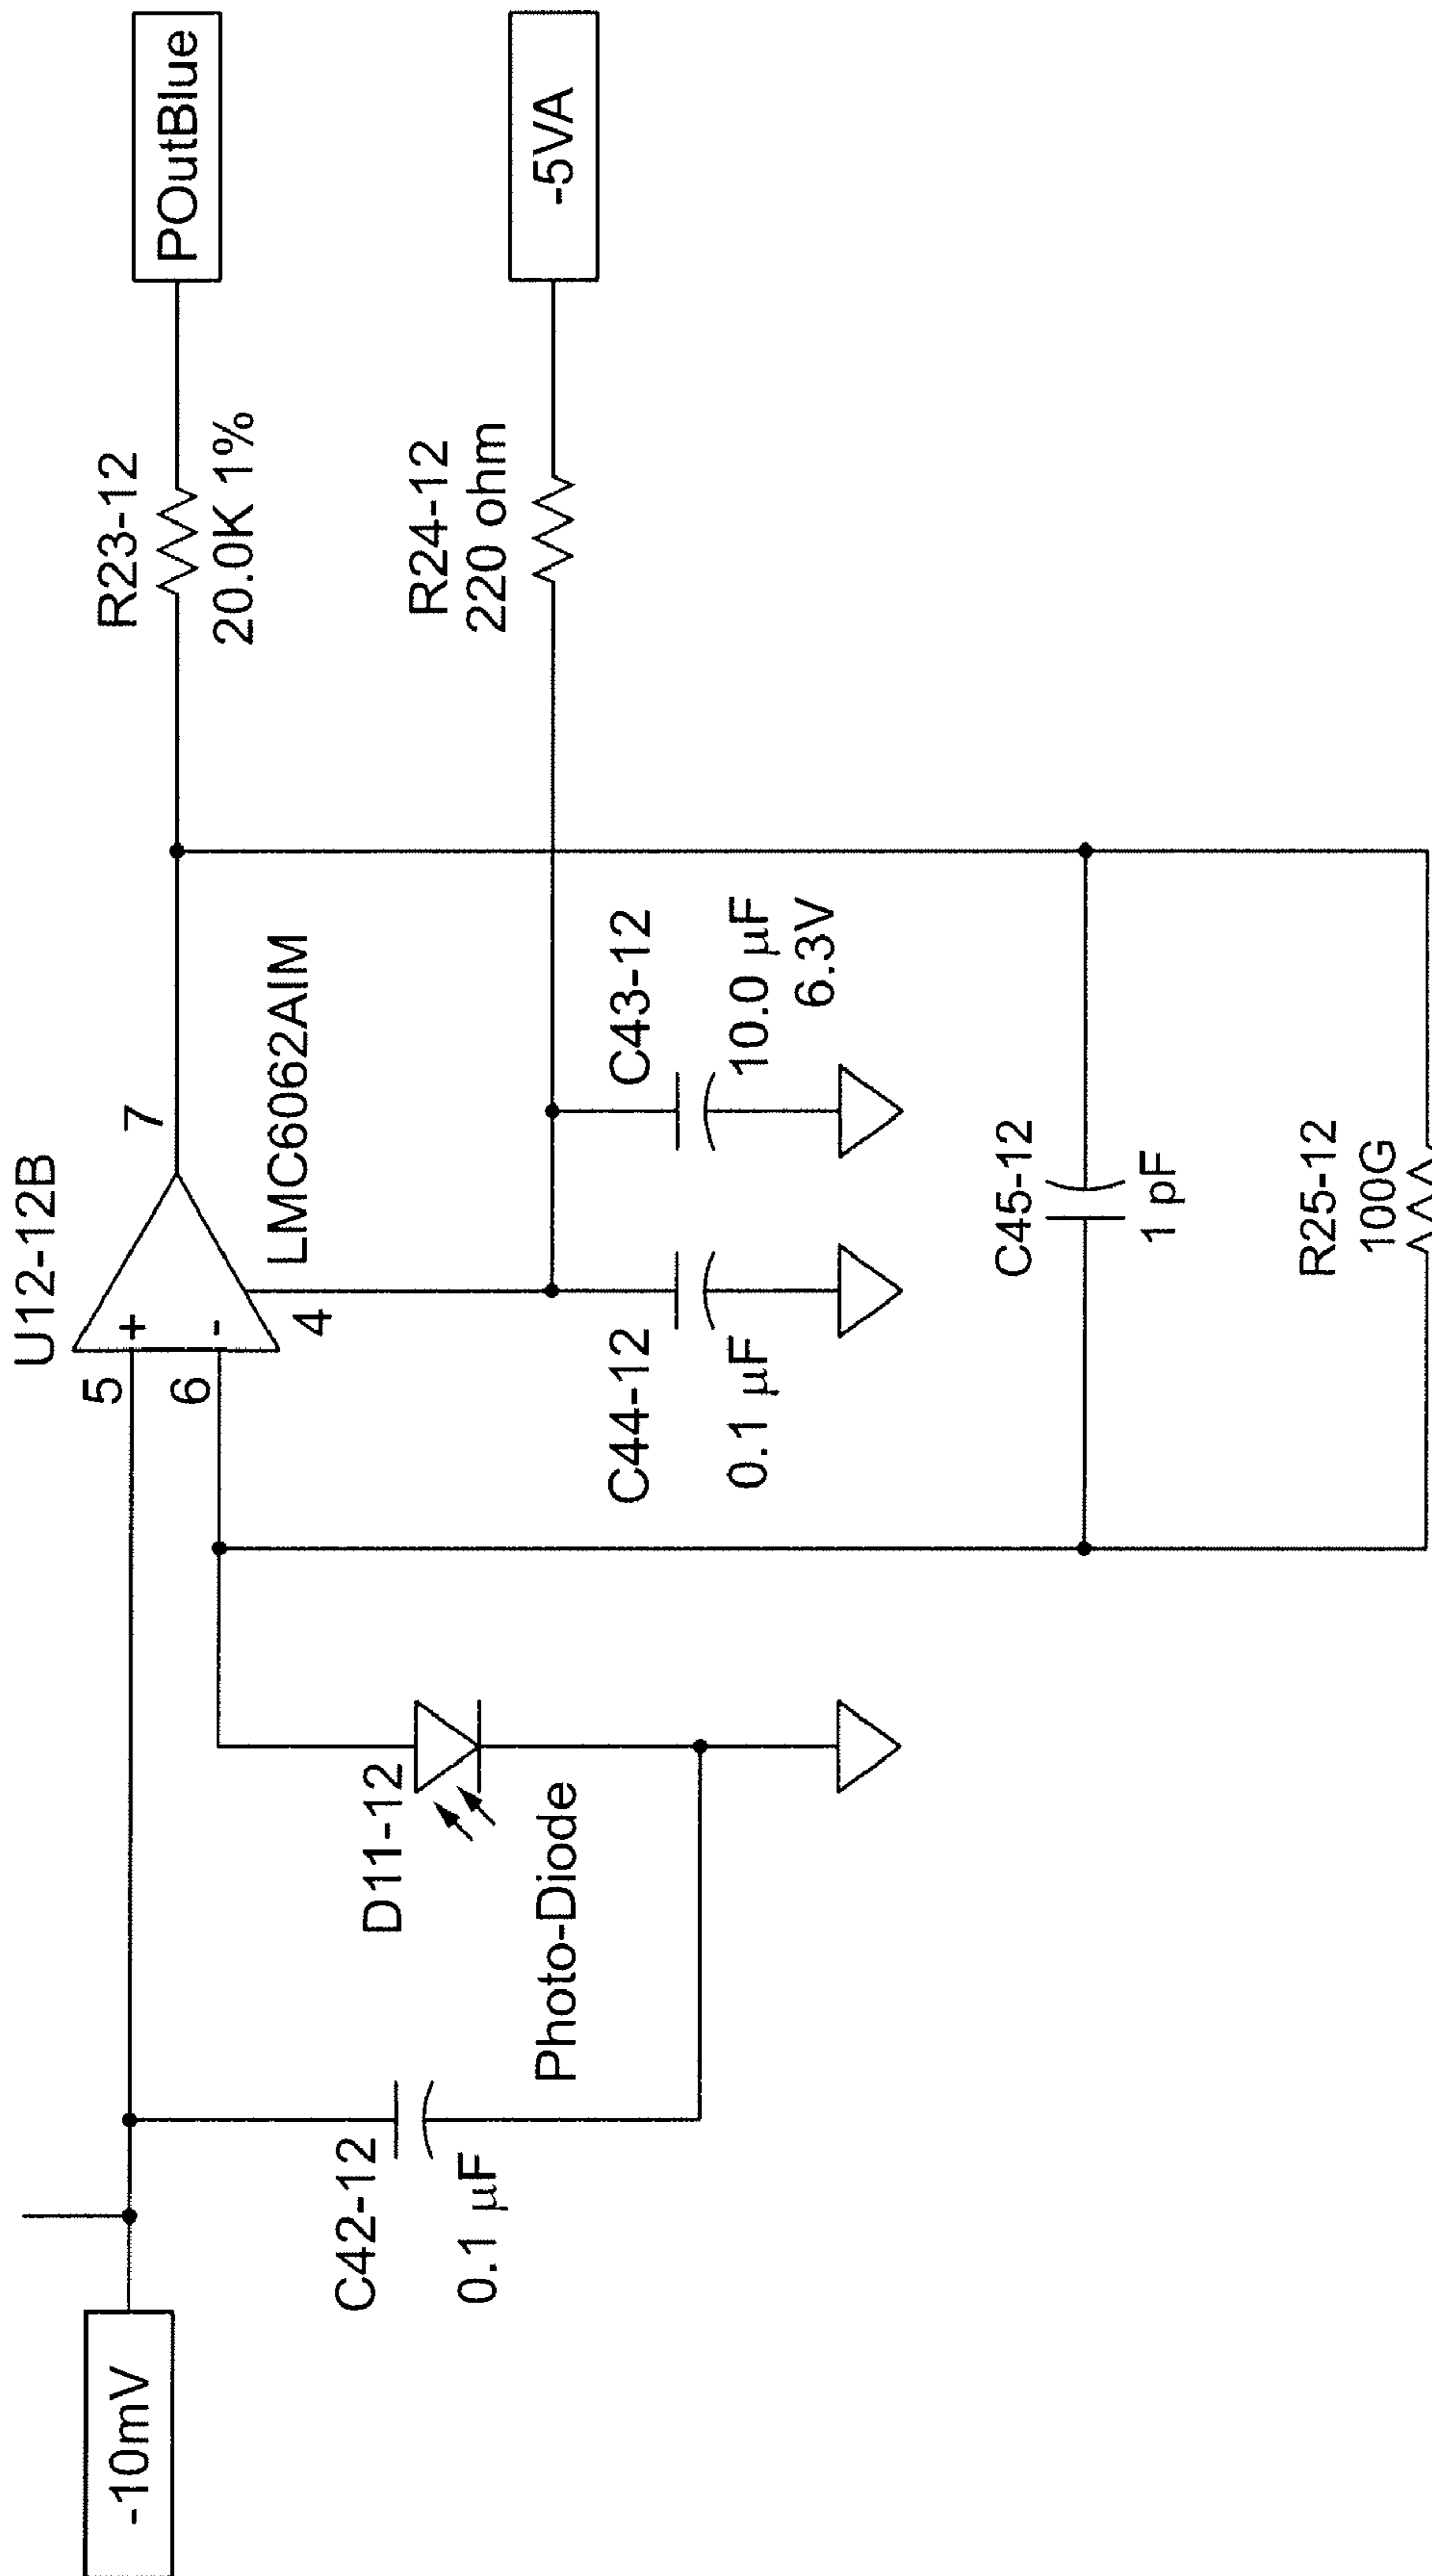 -10mV
C42-12
0.1 µF
D11-12
Photo-Diode
U12-12B
5
6
+
-
4
7
LMC6062AIM
C44-12
0.1 µF
C43-12
10.0 µF
6.3V
C45-12
1 pF
R25-12
100G
R23-12
20.0K 1%
POutBlue
R24-12
220 ohm
-5VA